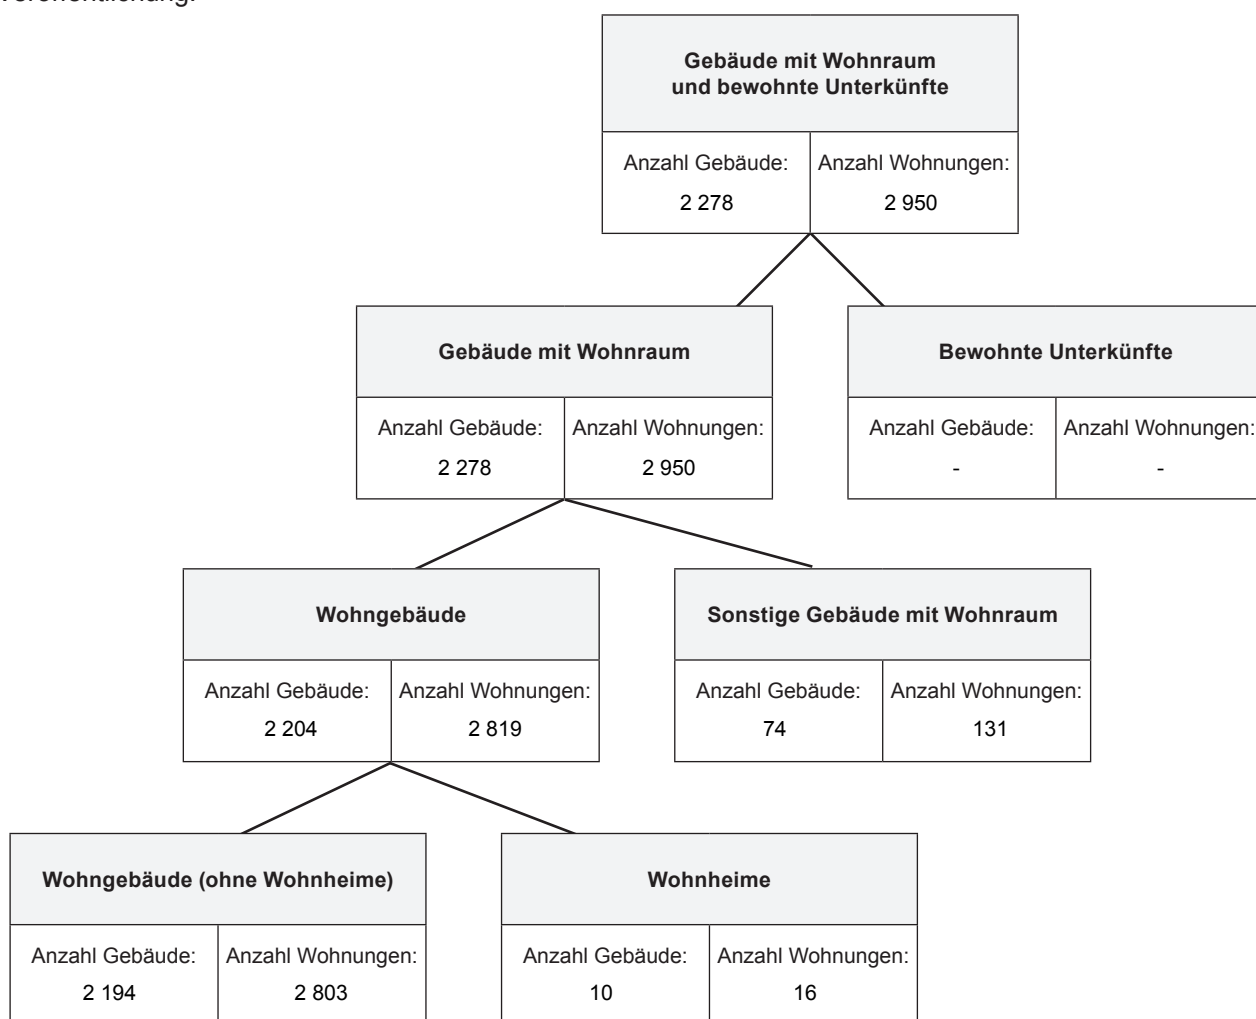 Veröffentlichung.
Gebäude mit Wohnraum
und bewohnte Unterkünfte
Anzahl Gebäude: Anzahl Wohnungen:
2 278 2 950
Gebäude mit Wohnraum Bewohnte Unterkünfte
Anzahl Gebäude: Anzahl Wohnungen: Anzahl Gebäude: Anzahl Wohnungen:
2 278 2 950 - -
Wohngebäude Sonstige Gebäude mit Wohnraum
Anzahl Gebäude: Anzahl Wohnungen: Anzahl Gebäude: Anzahl Wohnungen:
2 204 2 819 74 131
Wohngebäude (ohne Wohnheime) Wohnheime
Anzahl Gebäude: Anzahl Wohnungen: Anzahl Gebäude: Anzahl Wohnungen:
2 194 2 803 10 16